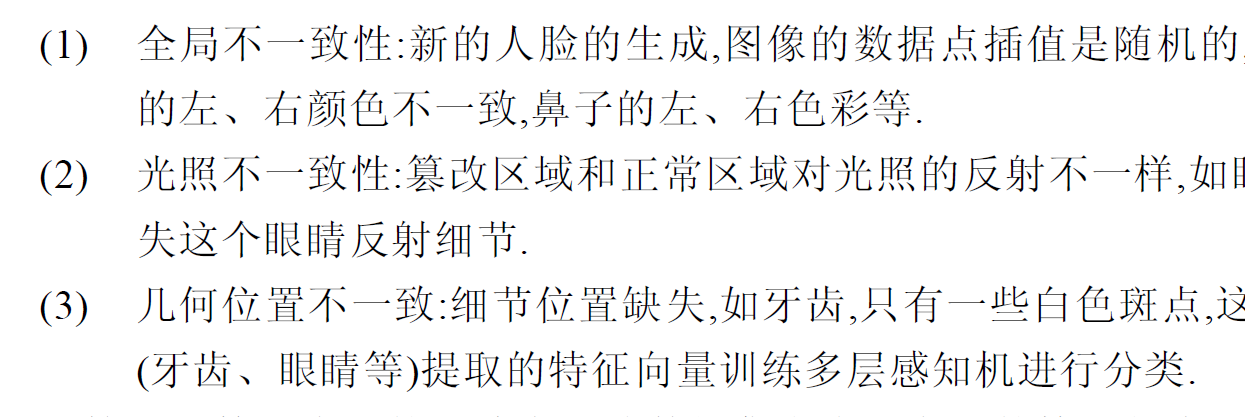 (1) 全局不一致性:新的人脸的生成,图像的数据点插值是随机的,
的左、右颜色不一致,鼻子的左、右色彩等.
(2) 光照不一致性:篡改区域和正常区域对光照的反射不一样,如
失这个眼睛反射细节.
(3) 几何位置不一致:细节位置缺失,如牙齿,只有一些白色斑点,这
(牙齿、眼睛等)提取的特征向量训练多层感知机进行分类.